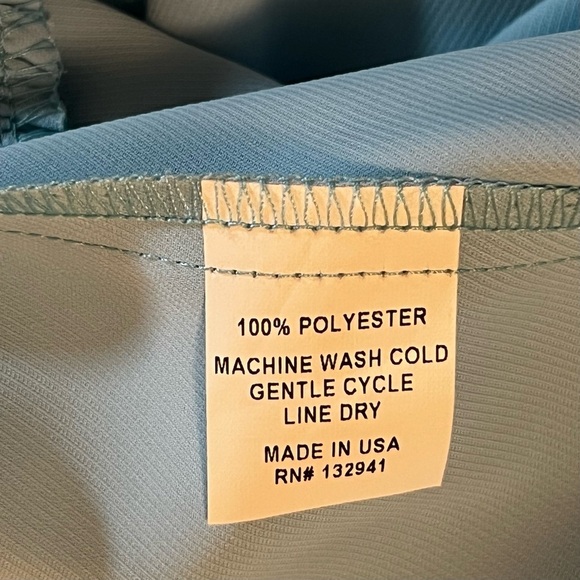 100% POLYESTER
MACHINE WASH COLD
GENTLE CYCLE
LINE DRY
MADE IN USA
RN# 132941